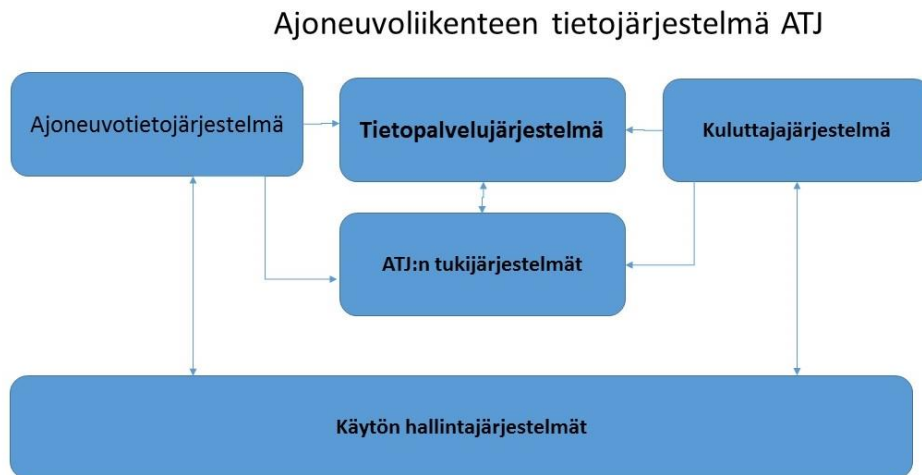 Ajoneuvoliikenteen tietojärjestelmä ATJ
Ajoneuvotietojärjestelmä
Tietopalvelujärjestelmä
Kuluttajajärjestelmä
ATJ:n tukijärjestelmät
Käytön hallintajärjestelmät